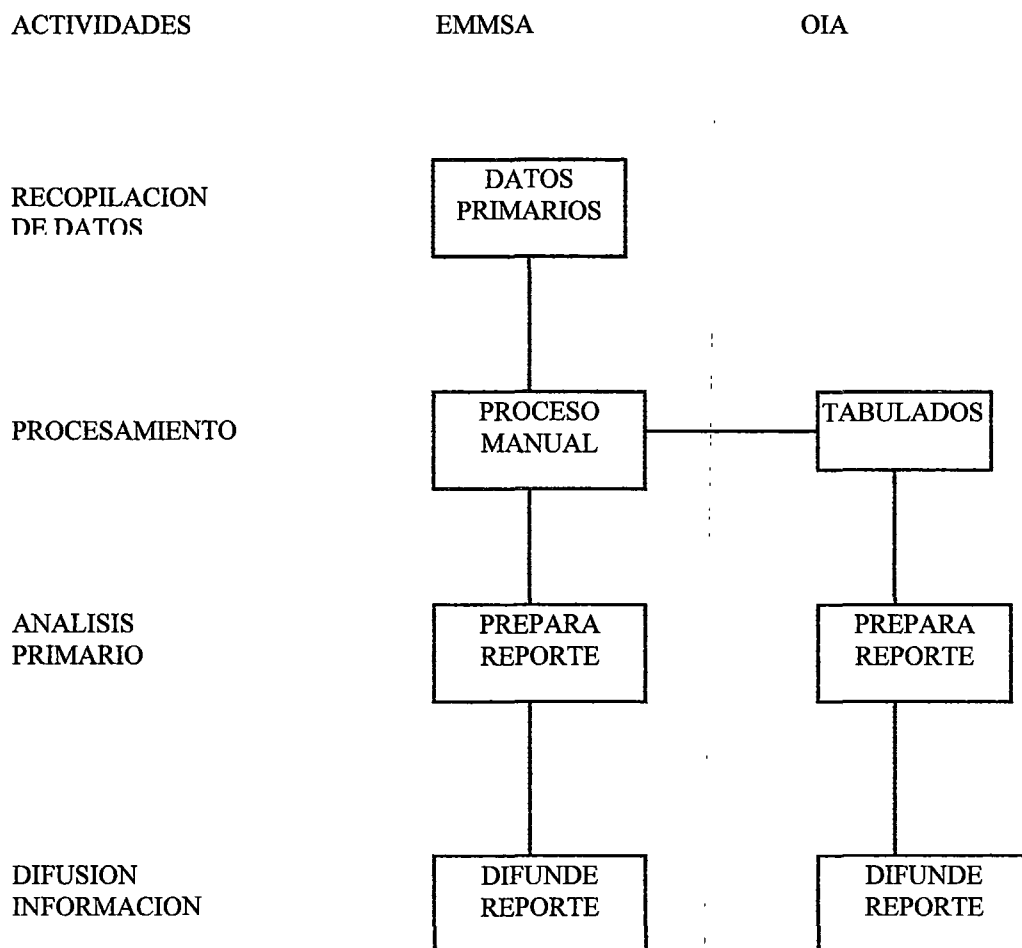 ACTIVIDADES EMMSA OIA
RECOPILACION
DE DATOS
DATOS
PRIMARIOS
PROCESAMIENTO
PROCESO
MANUAL
TABULADOS
ANALISIS
PRIMARIO
PREPARA
REPORTE
PREPARA
REPORTE
DIFUSION
INFORMACION
DIFUNDE
REPORTE
DIFUNDE
REPORTE